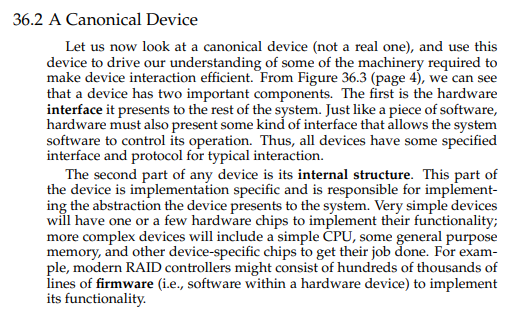 36.2 A Canonical Device
Let us now look at a canonical device (not a real one), and use this
device to drive our understanding of some of the machinery required to
make device interaction efficient. From Figure 36.3 (page 4), we can see
that a device has two important components. The first is the hardware
interface it presents to the rest of the system. Just like a piece of software,
hardware must also present some kind of interface that allows the system
software to control its operation. Thus, all devices have some specified
interface and protocol for typical interaction.
The second part of any device is its internal structure. This part of
the device is implementation specific and is responsible for implement-
ing the abstraction the device presents to the system. Very simple devices
will have one or a few hardware chips to implement their functionality;
more complex devices will include a simple CPU, some general purpose
memory, and other device-specific chips to get their job done. For exam-
ple, modern RAID controllers might consist of hundreds of thousands of
lines of firmware (i.e., software within a hardware device) to implement
its functionality.